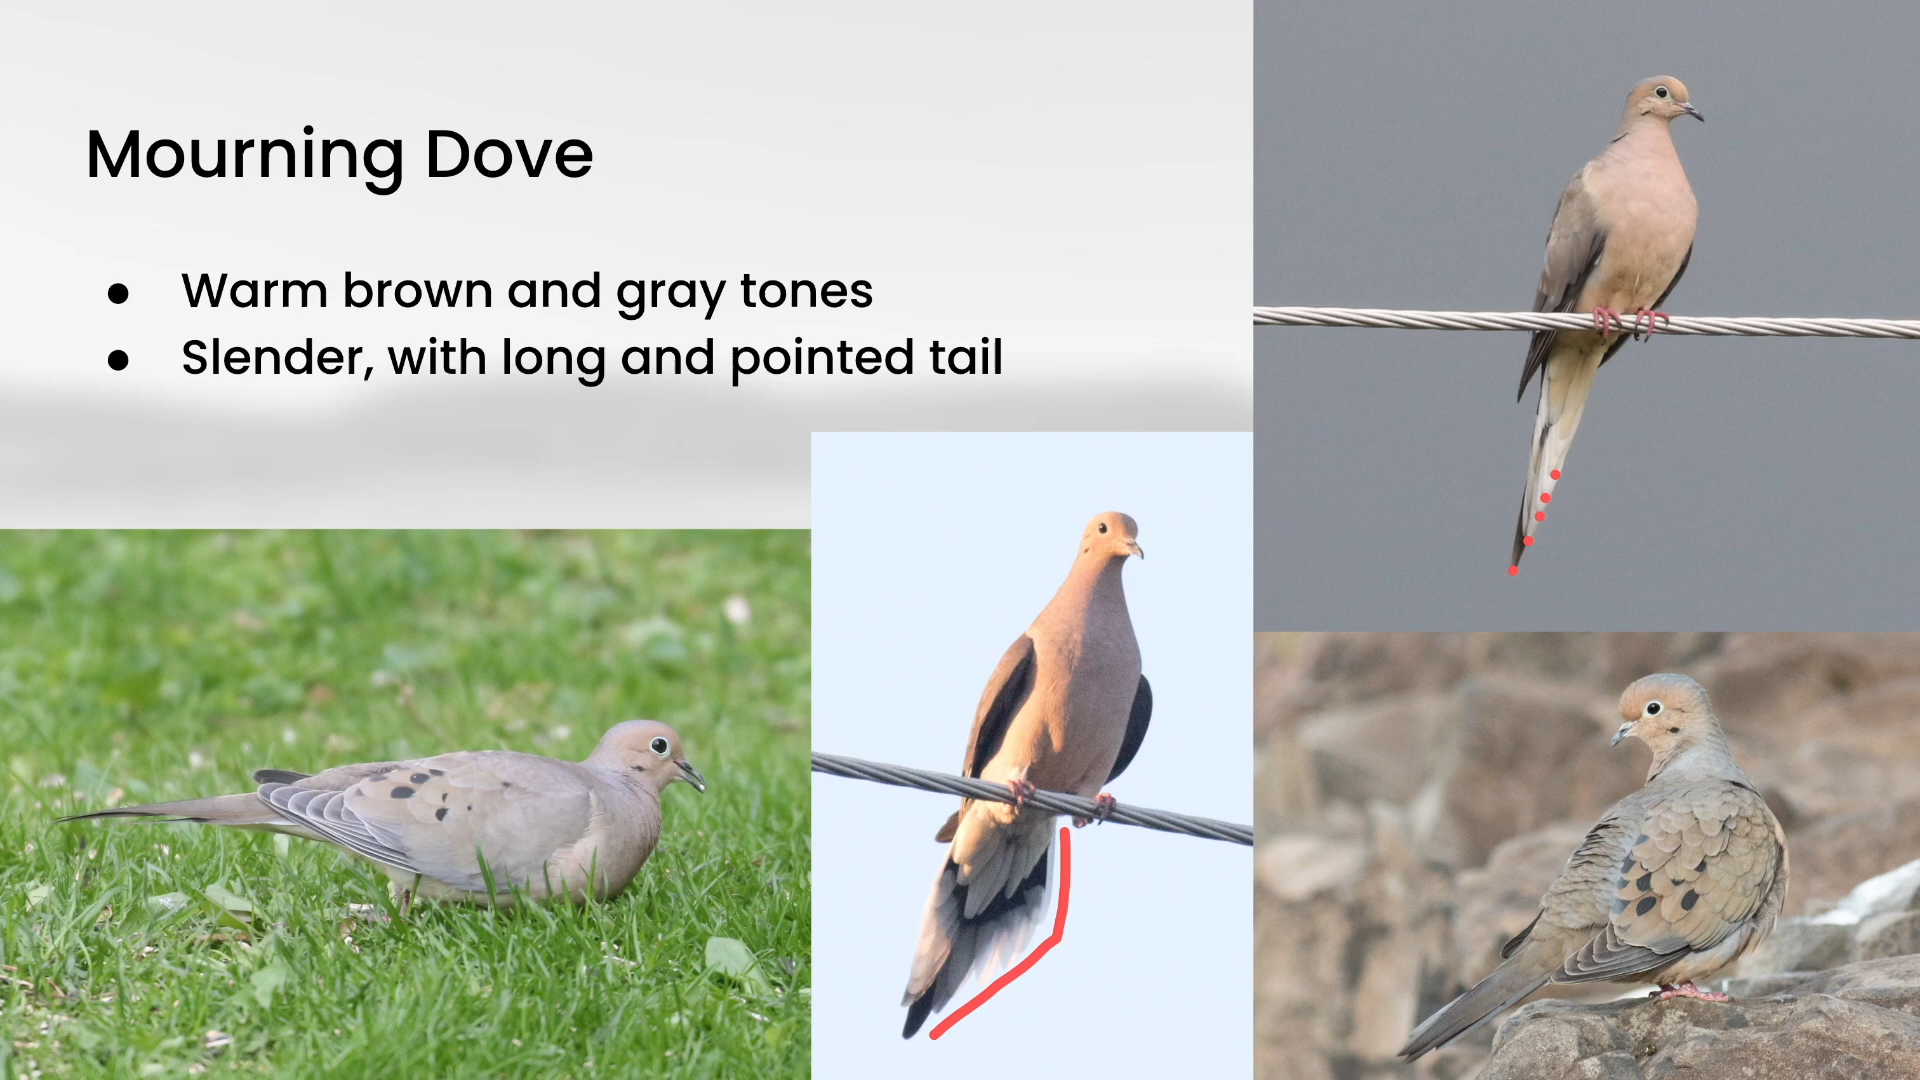 Mourning Dove
● Warm brown and gray tones
● Slender, with long and pointed tail